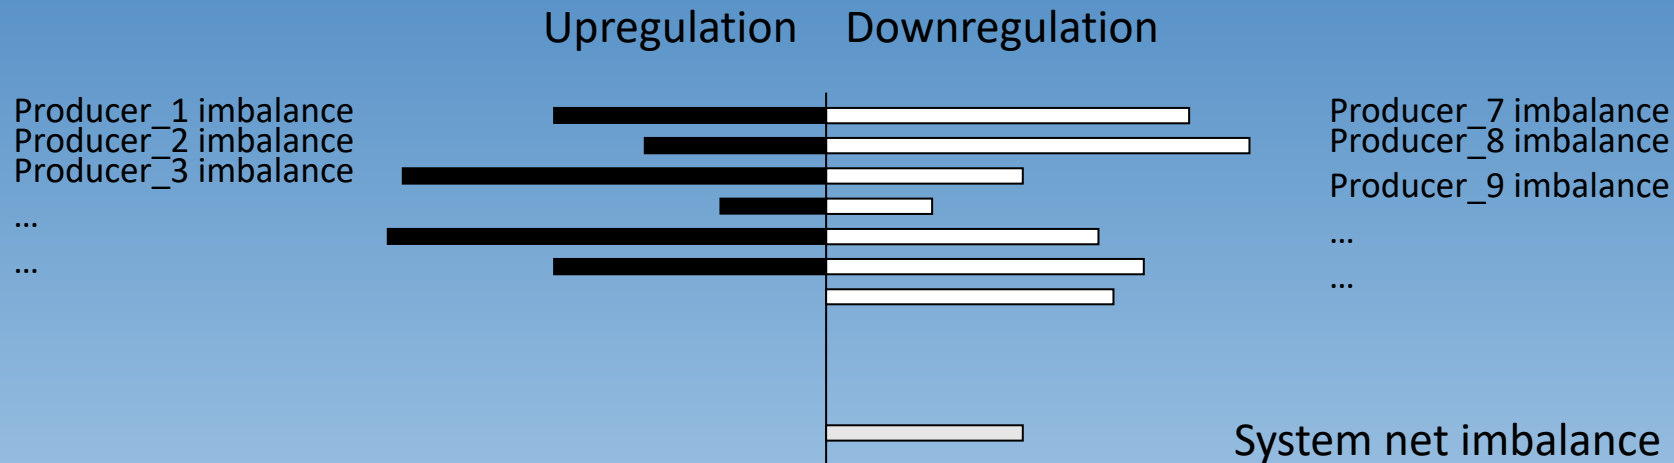 Upregulation Downregulation
Producer_1 imbalance
Producer_2 imbalance
Producer_3 imbalance
...
...
Producer_7 imbalance
Producer_8 imbalance
Producer_9 imbalance
...
...
System net imbalance